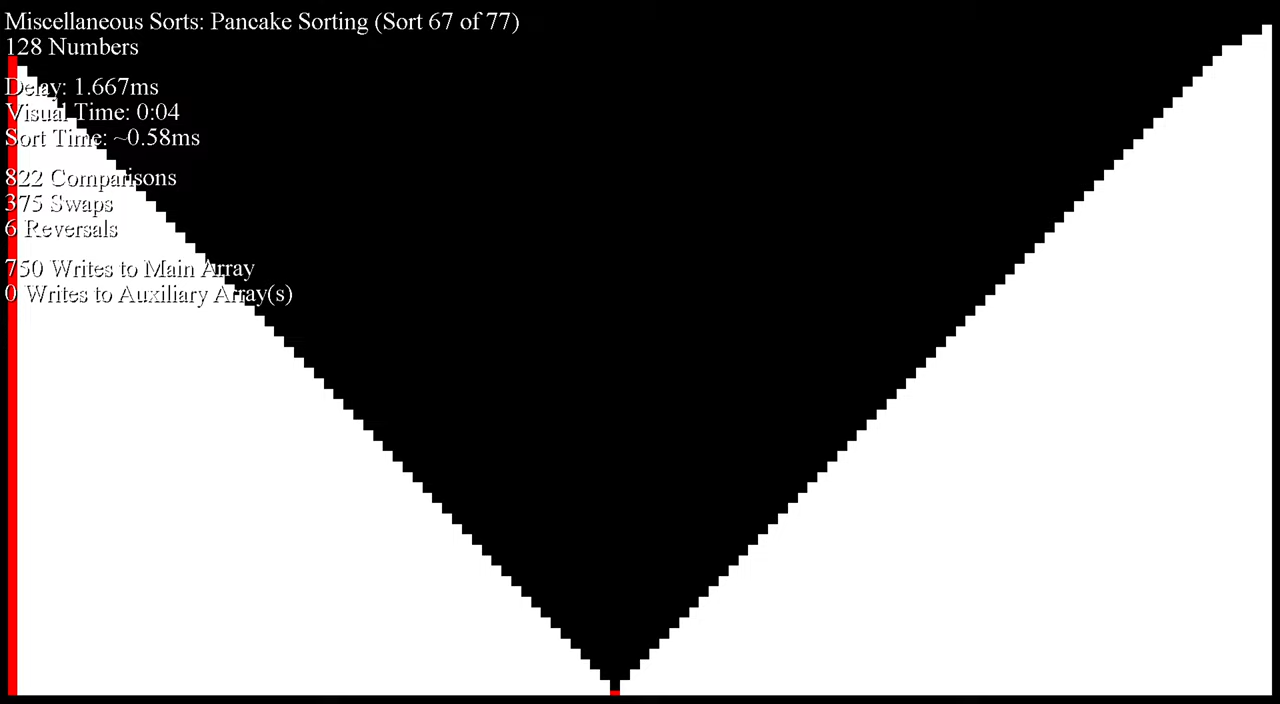 Miscellaneous Sorts: Pancake Sorting (Sort 67 of 77)
128 Numbers
Delay: 1.667ms
Visual Time: 0:04
Sort Time: ~0.58ms
822 Comparisons
375 Swaps
6 Reversals
750 Writes to Main Array
0 Writes to Auxiliary Array(s)